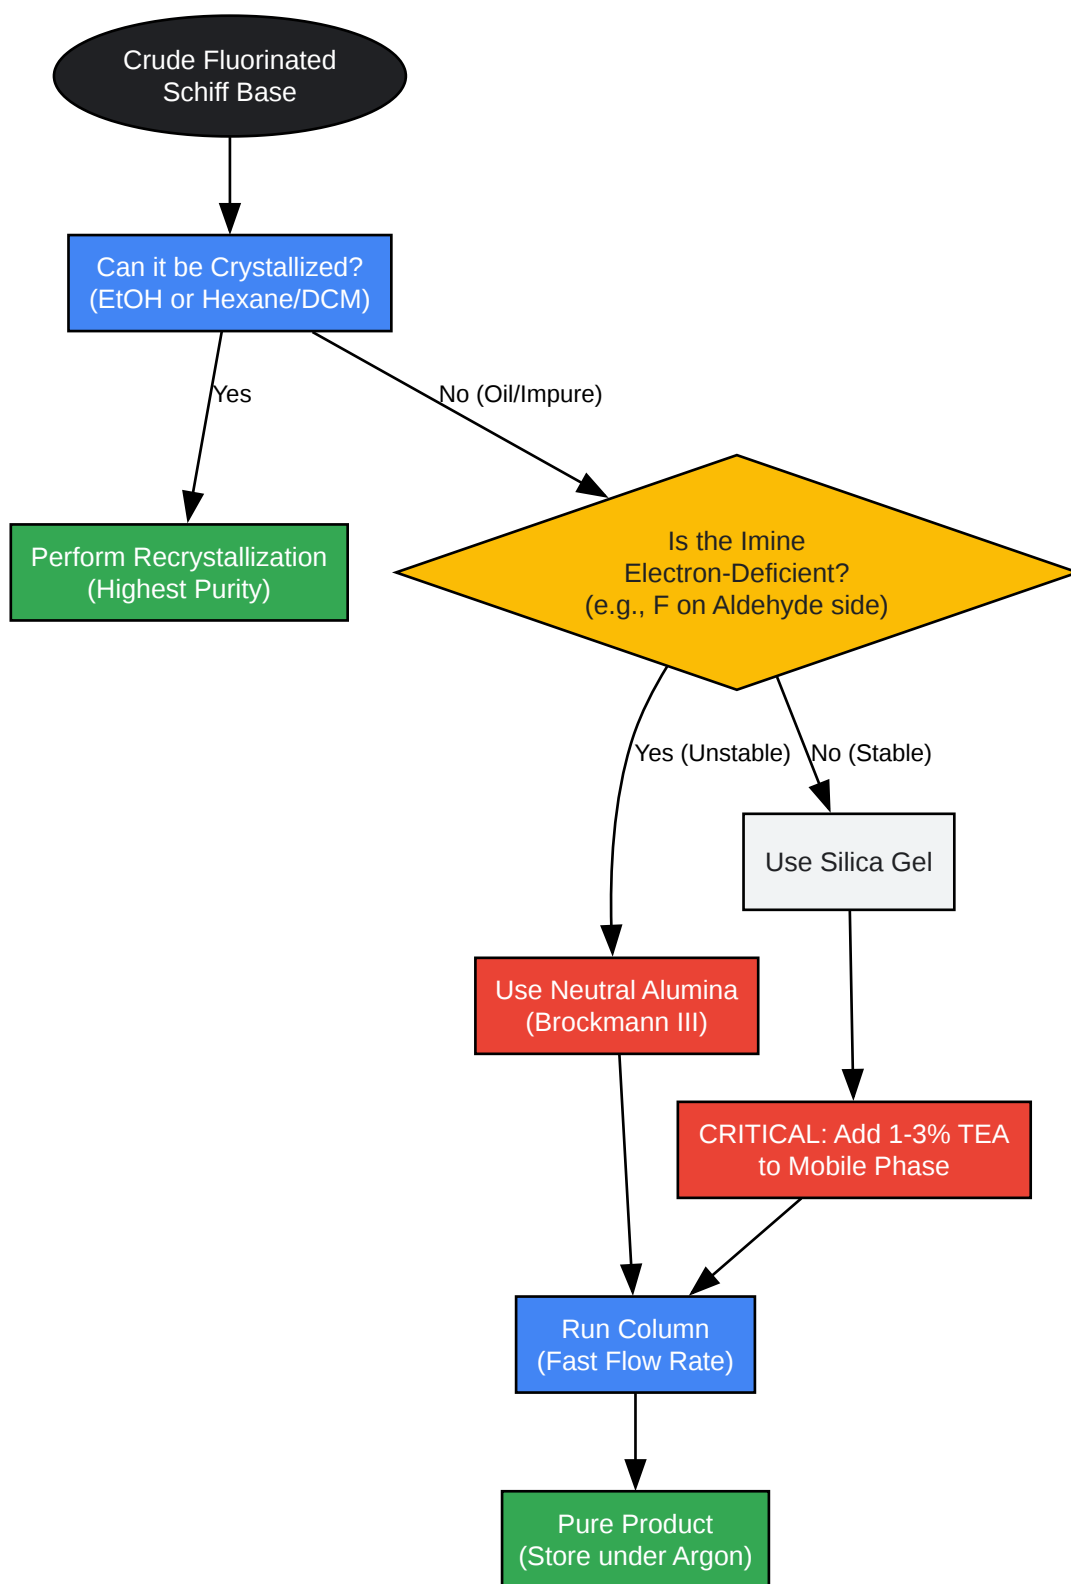 Crude Fluorinated
Schiff Base
Can it be Crystallized?
(EtOH or Hexane/DCM)
Yes
No (Oil/Impure)
Perform Recrystallization
(Highest Purity)
Is the Imine
Electron-Deficient?
(e.g., F on Aldehyde side)
Yes (Unstable)
No (Stable)
Use Silica Gel
Use Neutral Alumina
(Brockmann III)
CRITICAL: Add 1-3% TEA
to Mobile Phase
Run Column
(Fast Flow Rate)
Pure Product
(Store under Argon)